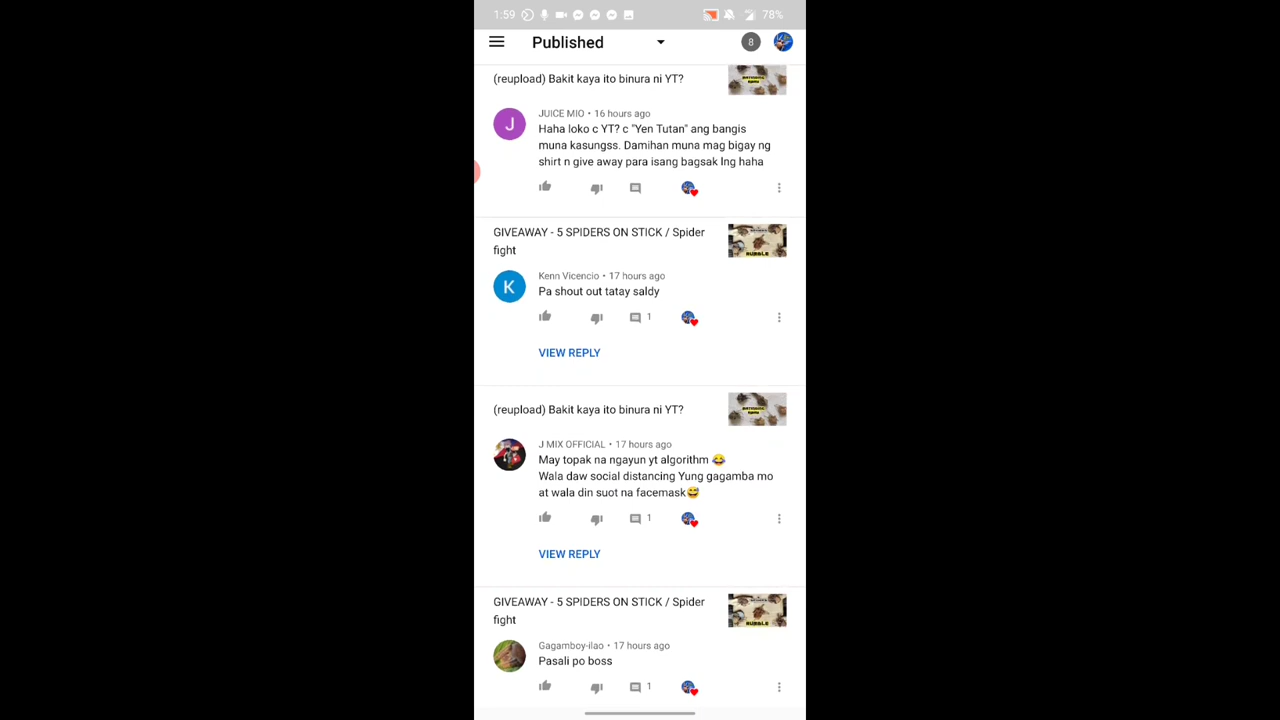 1:59
78%
Published
8
(reupload) Bakit kaya ito binura ni YT?
JUICE MIO • 16 hours ago
J
Haha loko c YT? c "Yen Tutan" ang bangis
muna kasungss. Damihan muna mag bigay ng
shirt n give away para isang bagsak lng haha
GIVEAWAY - 5 SPIDERS ON STICK / Spider
fight
RUMBLE
Kenn Vicencio • 17 hours ago
K
Pa shout out tatay saldy
1
VIEW REPLY
(reupload) Bakit kaya ito binura ni YT?
J MIX OFFICIAL • 17 hours ago
May topak na ngayun yt algorithm 😂
Wala daw social distancing Yung gagamba mo
at wala din suot na facemask😅
1
VIEW REPLY
GIVEAWAY - 5 SPIDERS ON STICK / Spider
fight
RUMBLE
Gagamboy-ilao • 17 hours ago
Pasali po boss
1